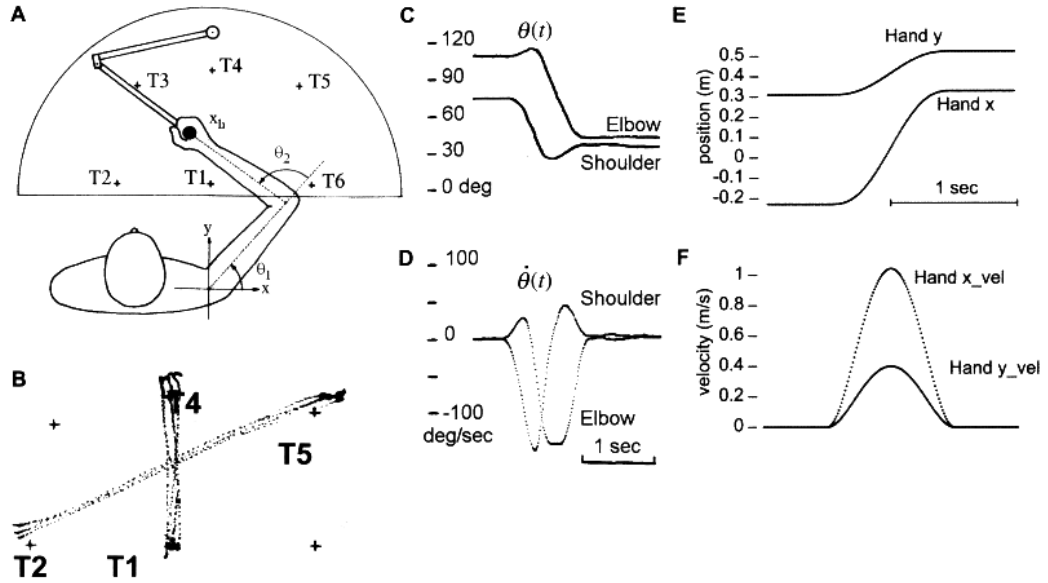 A
T3
T4
T5
x_h
θ₂
T2
T1
T6
y
θ₁
x
B
T4
T5
T2
T1
C
θ(t)
120
90
60
30
0 deg
Elbow
Shoulder
D
θ̇(t)
100
0
-100
deg/sec
Shoulder
Elbow
1 sec
E
position (m)
0.5
0.4
0.3
0.1
0
-0.1
-0.2
Hand y
Hand x
1 sec
F
velocity (m/s)
1
0.8
0.6
0.4
0.2
0
Hand x_vel
Hand y_vel